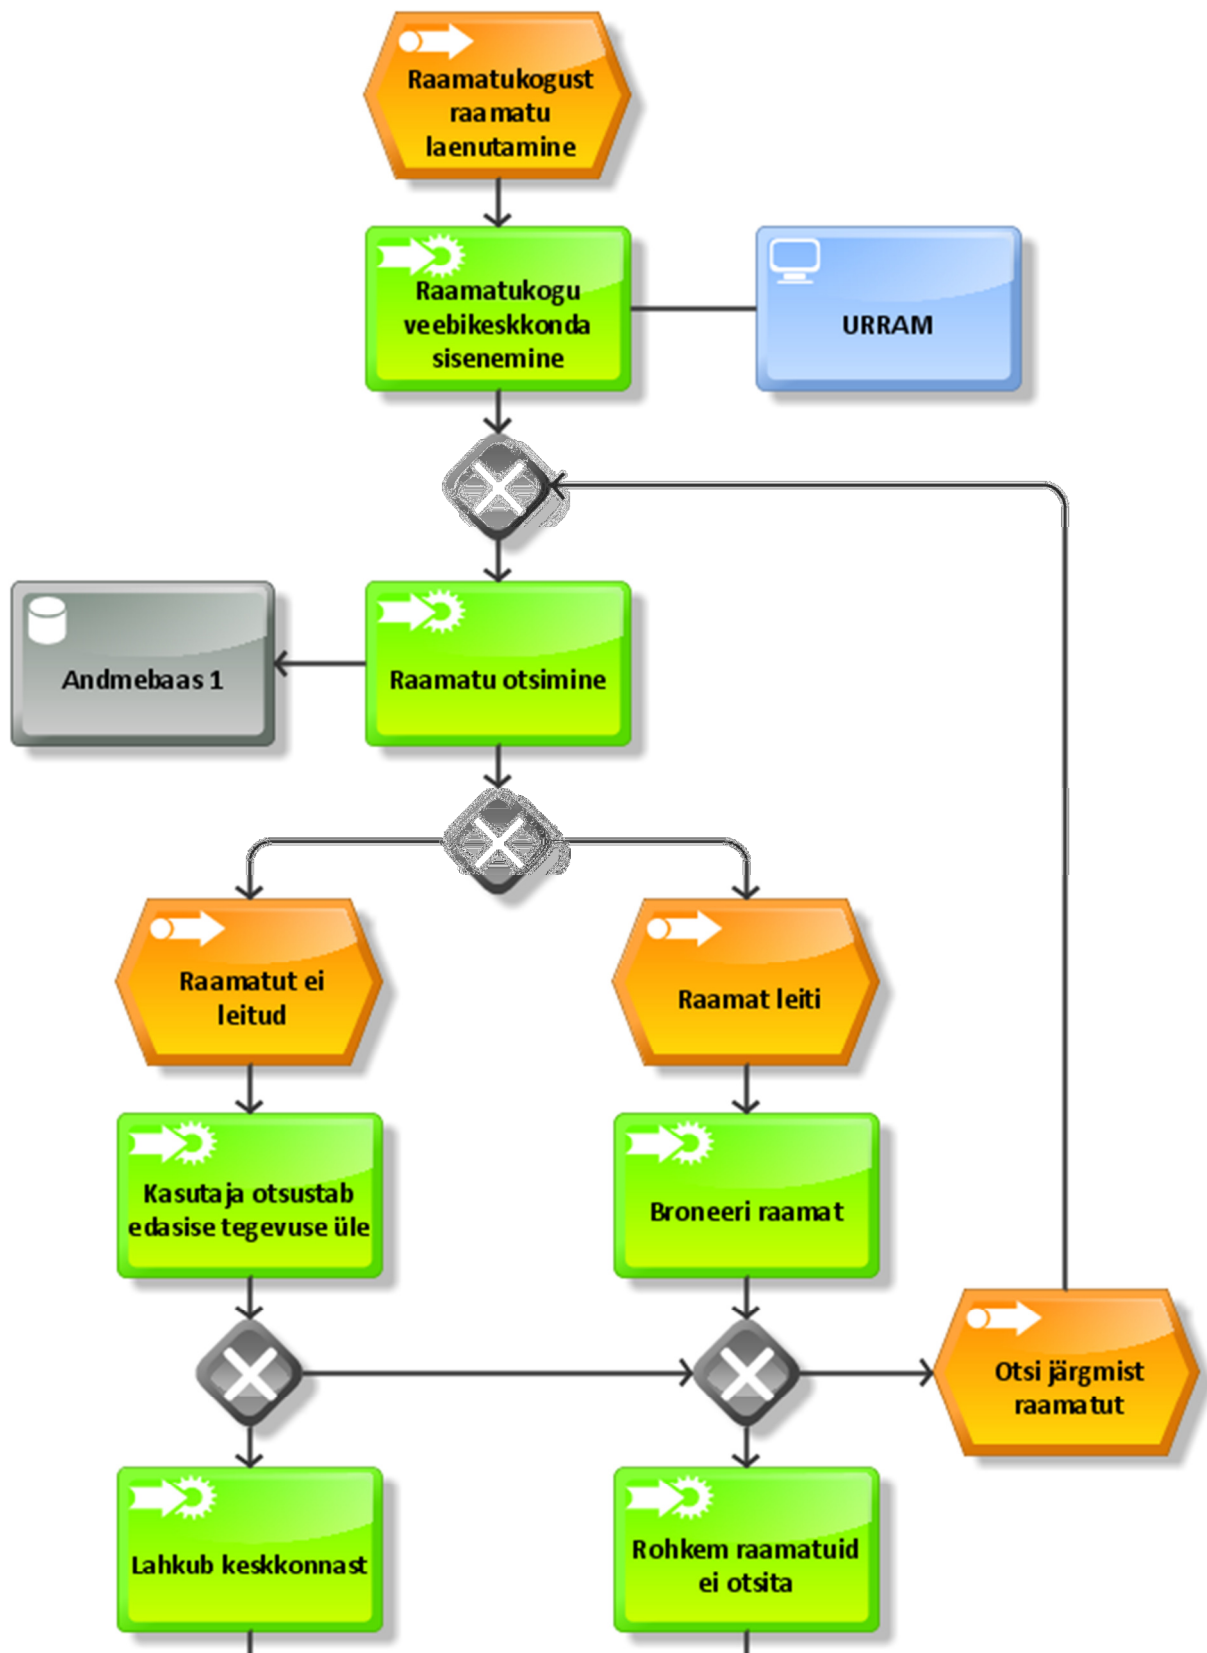 Raamatukogust
raamatu
laenutamine
Raamatukogu
veebikeskkonda
sisenemine
URRAM
Andmebaas 1
Raamatu otsimine
Raamatut ei
leitud
Raamat leiti
Kasutaja otsustab
edasise tegevuse üle
Broneeri raamat
Otsi järgmist
raamatut
Lahkub keskkonnast
Rohkem raamatuid
ei otsita